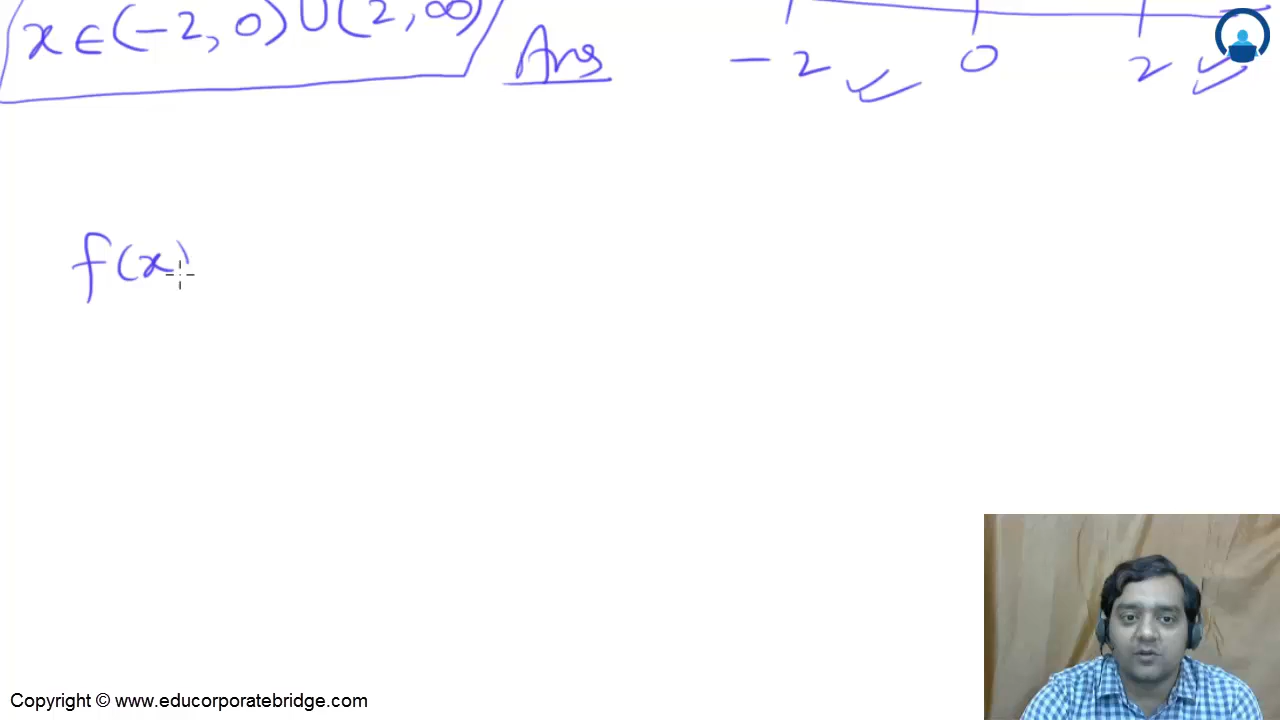 x ∈ (-2, 0) ∪ (2, ∞) Ans
-2 0 2
f(x)
Copyright © www.educorporatebridge.com